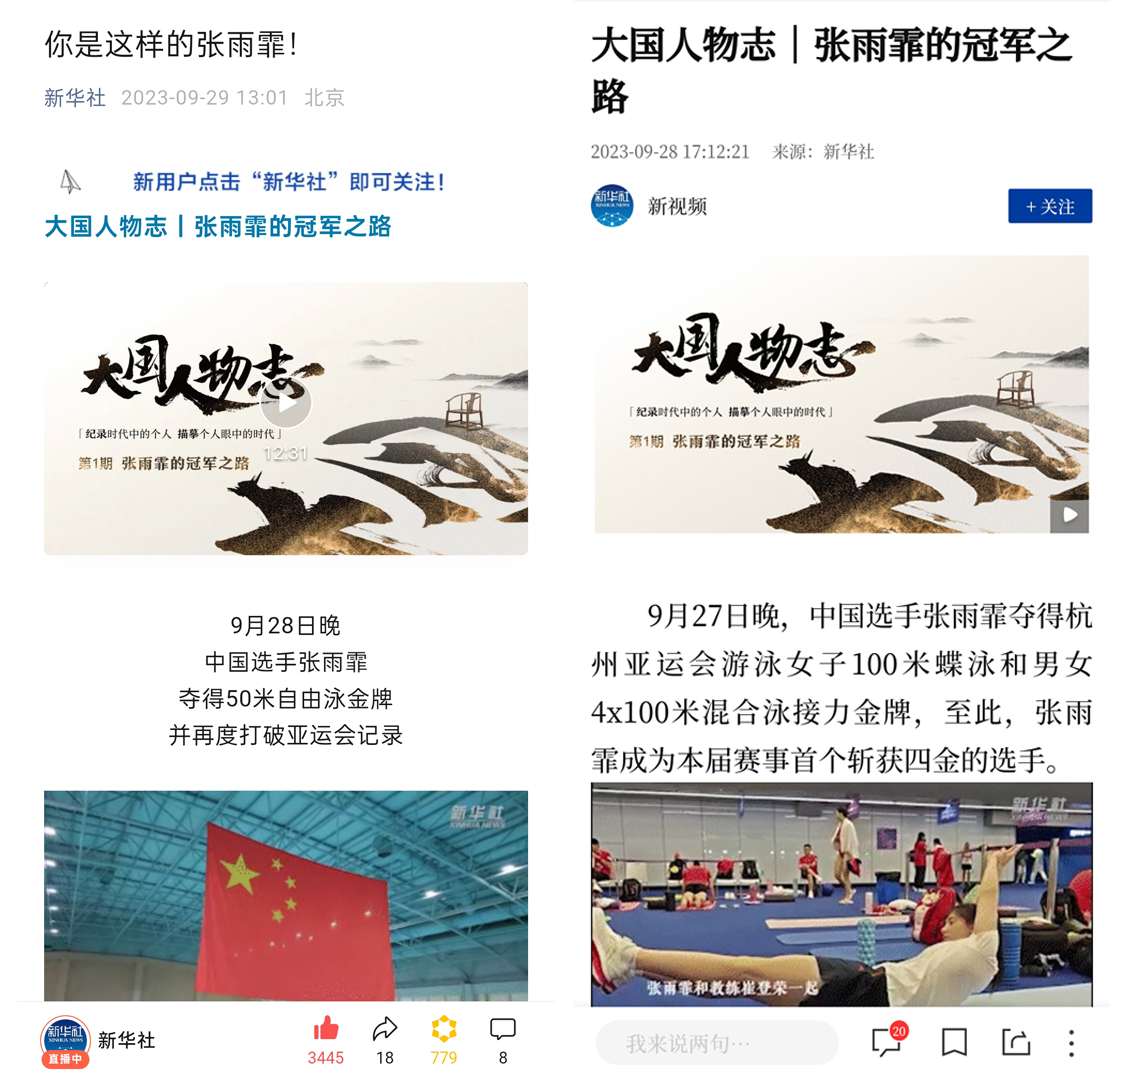 你是这样的张雨霏！
新华社 2023-09-29 13:01 北京
新用户点击“新华社”即可关注！
大国人物志丨张雨霏的冠军之路
大国人物志
「纪录时代中的个人 描摹个人眼中的时代」
12:31
第1期 张雨霏的冠军之路
9月28日晚
中国选手张雨霏
夺得50米自由泳金牌
并再度打破亚运会记录
新华社
XINHUA NEWS
新华社
XINHUA NEWS
直播中
新华社
3445
18
779
8
大国人物志｜张雨霏的冠军之
路
2023-09-28 17:12:21 来源：新华社
新华社
XINHUA NEWS
新视频
+ 关注
大国人物志
「纪录时代中的个人 描摹个人眼中的时代」
第1期 张雨霏的冠军之路
9月27日晚，中国选手张雨霏夺得杭
州亚运会游泳女子100米蝶泳和男女
4x100米混合泳接力金牌，至此，张雨
霏成为本届赛事首个斩获四金的选手。
新华社
XINHUA NEWS
张雨霏和教练崔登荣一起
我来说两句…
20